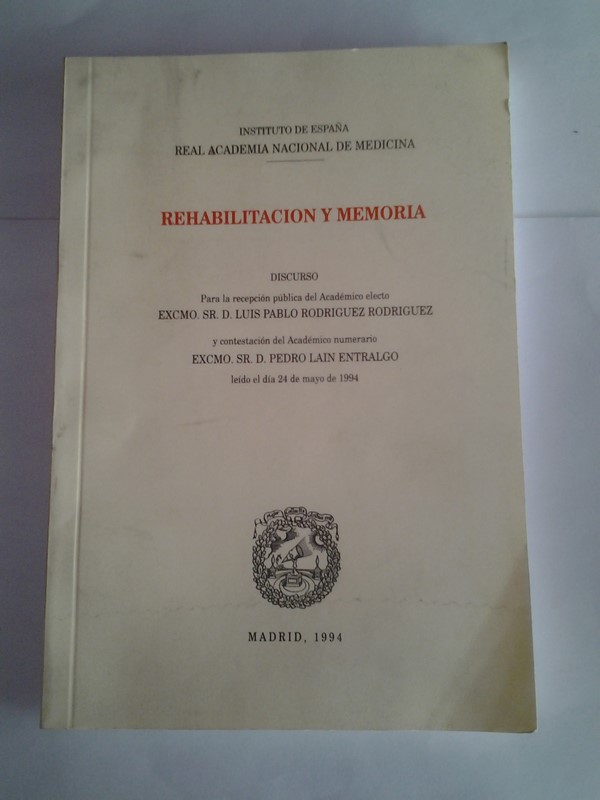 INSTITUTO DE ESPAÑA
REAL ACADEMIA NACIONAL DE MEDICINA
REHABILITACION Y MEMORIA
DISCURSO
Para la recepción pública del Académico electo
EXCMO. SR. D. LUIS PABLO RODRIGUEZ RODRIGUEZ
y contestación del Académico numerario
EXCMO. SR. D. PEDRO LAIN ENTRALGO
leído el día 24 de mayo de 1994
MADRID, 1994